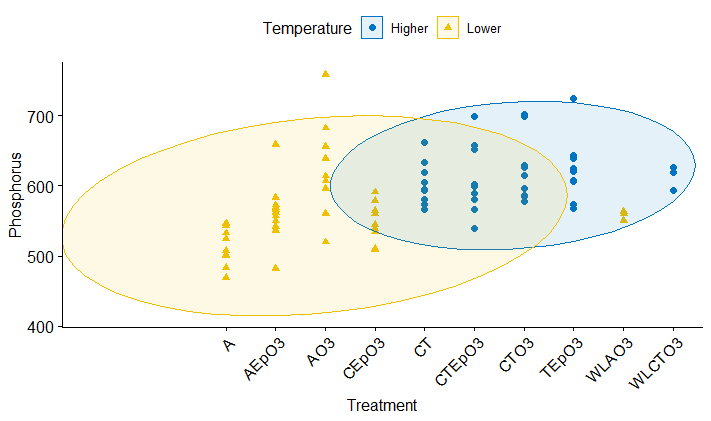 Temperature Higher Lower
Phosphorus
700
600
500
400
A AEpO3 AO3 CEpO3 CT CTEpO3 CTO3 TEpO3 WLAO3 WLCTO3
Treatment